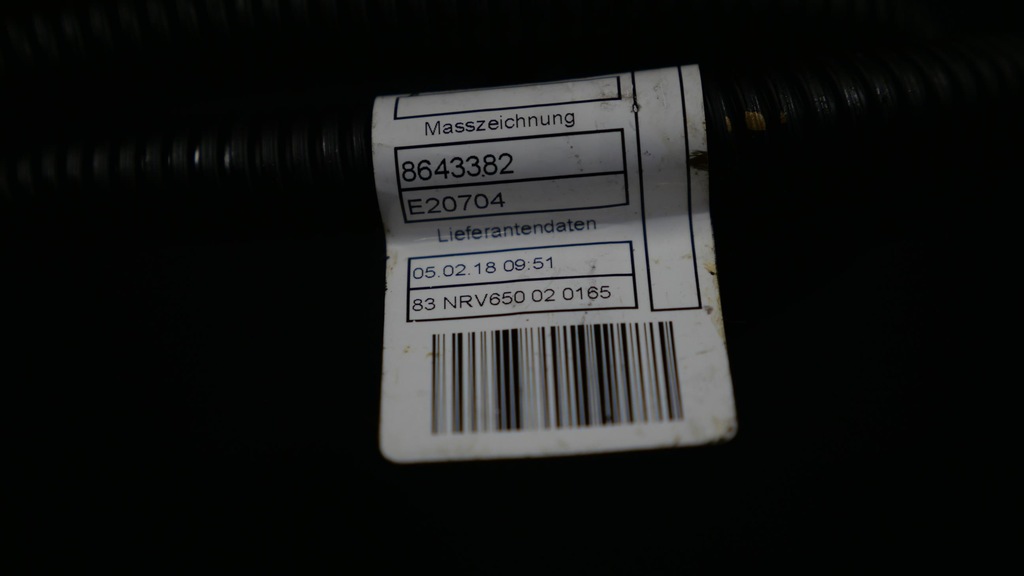 Masszeichnung
8643382
E20704
Lieferantendaten
05.02.18 09:51
83 NRV650 02 0165